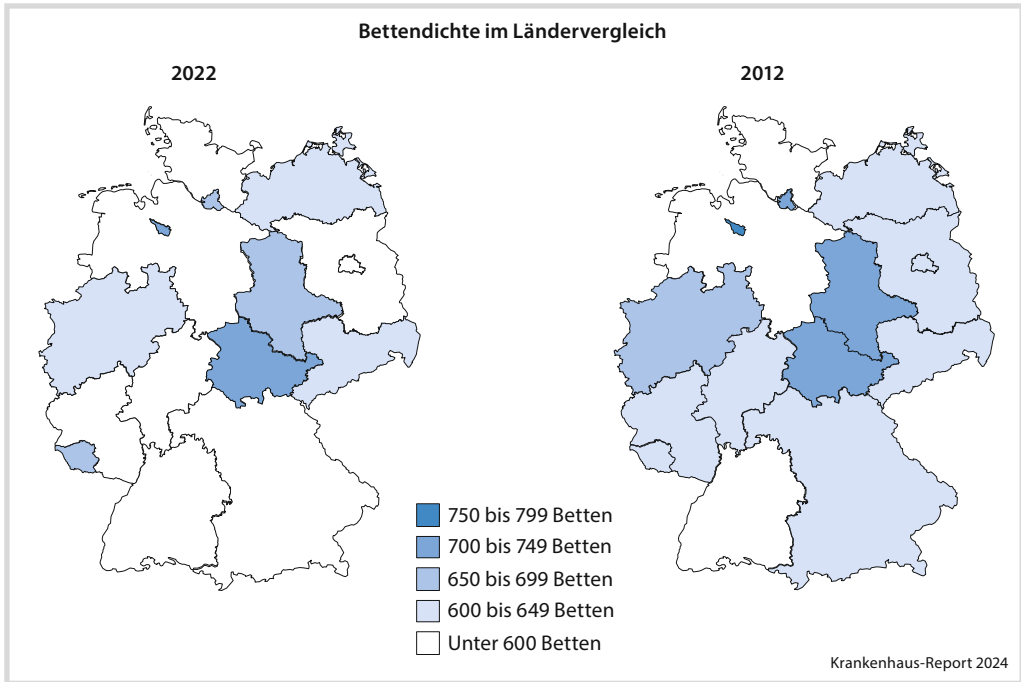 Bettendichte im Ländervergleich
2022
2012
750 bis 799 Betten
700 bis 749 Betten
650 bis 699 Betten
600 bis 649 Betten
Unter 600 Betten
Krankenhaus-Report 2024